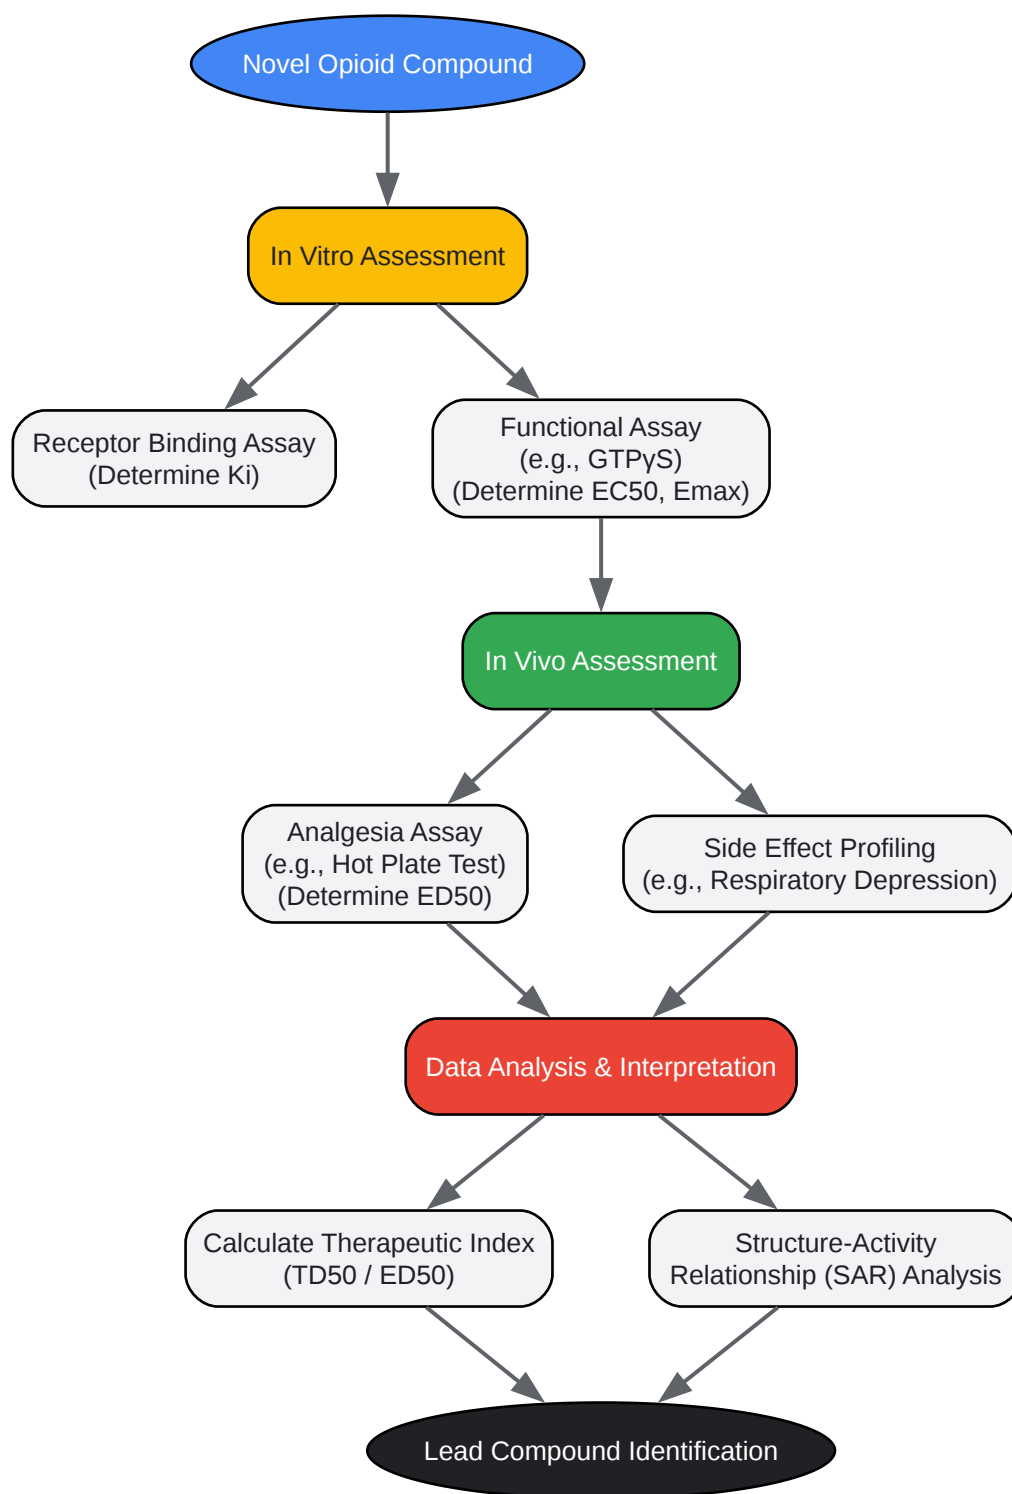 Novel Opioid Compound
In Vitro Assessment
Receptor Binding Assay
(Determine Ki)
Functional Assay
(e.g., GTPγS)
(Determine EC50, Emax)
In Vivo Assessment
Analgesia Assay
(e.g., Hot Plate Test)
(Determine ED50)
Side Effect Profiling
(e.g., Respiratory Depression)
Data Analysis & Interpretation
Calculate Therapeutic Index
(TD50 / ED50)
Structure-Activity
Relationship (SAR) Analysis
Lead Compound Identification